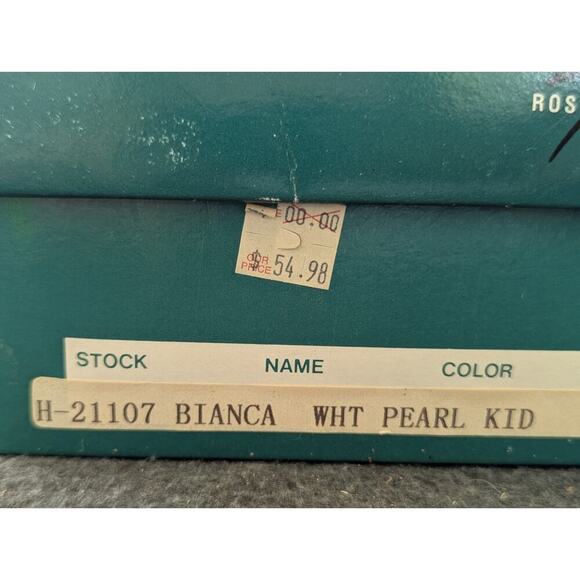 ROS
E 00.00
OUR
PRICE $54.98
STOCK NAME COLOR
H-21107 BIANCA WHT PEARL KID